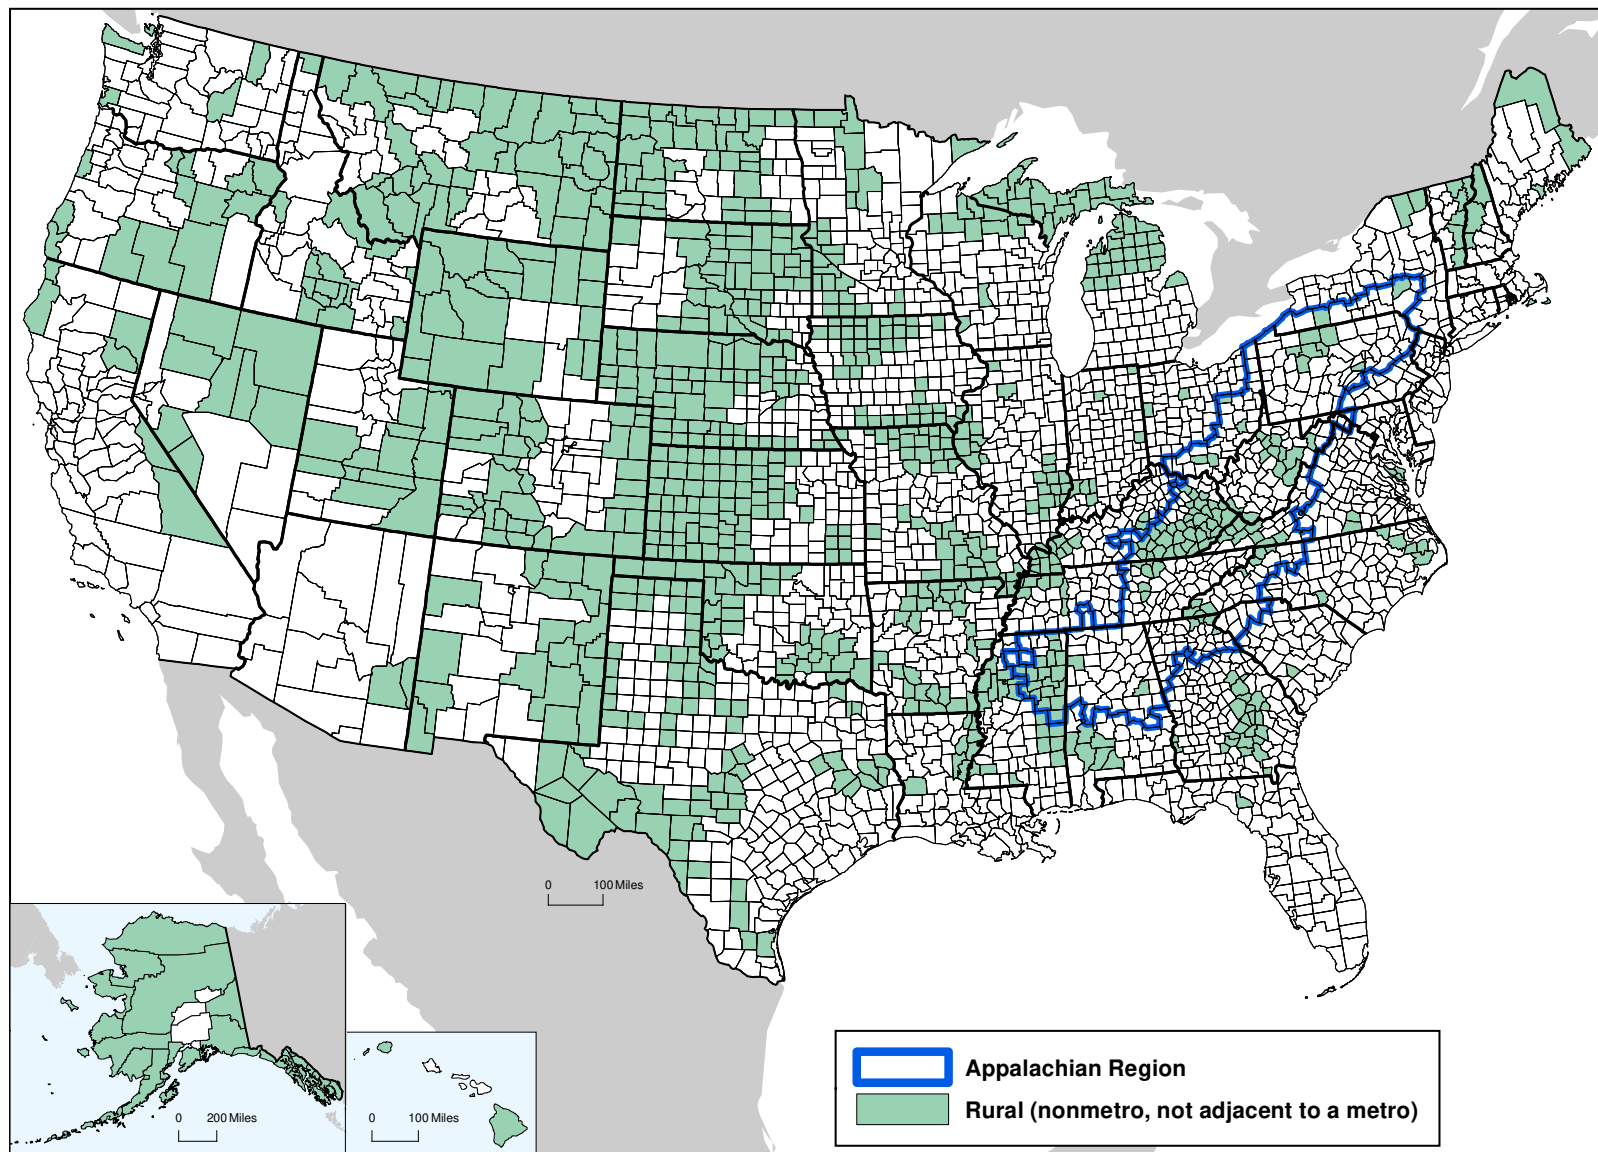 0 100 Miles
0 200 Miles
0 100 Miles
Appalachian Region
Rural (nonmetro, not adjacent to a metro)